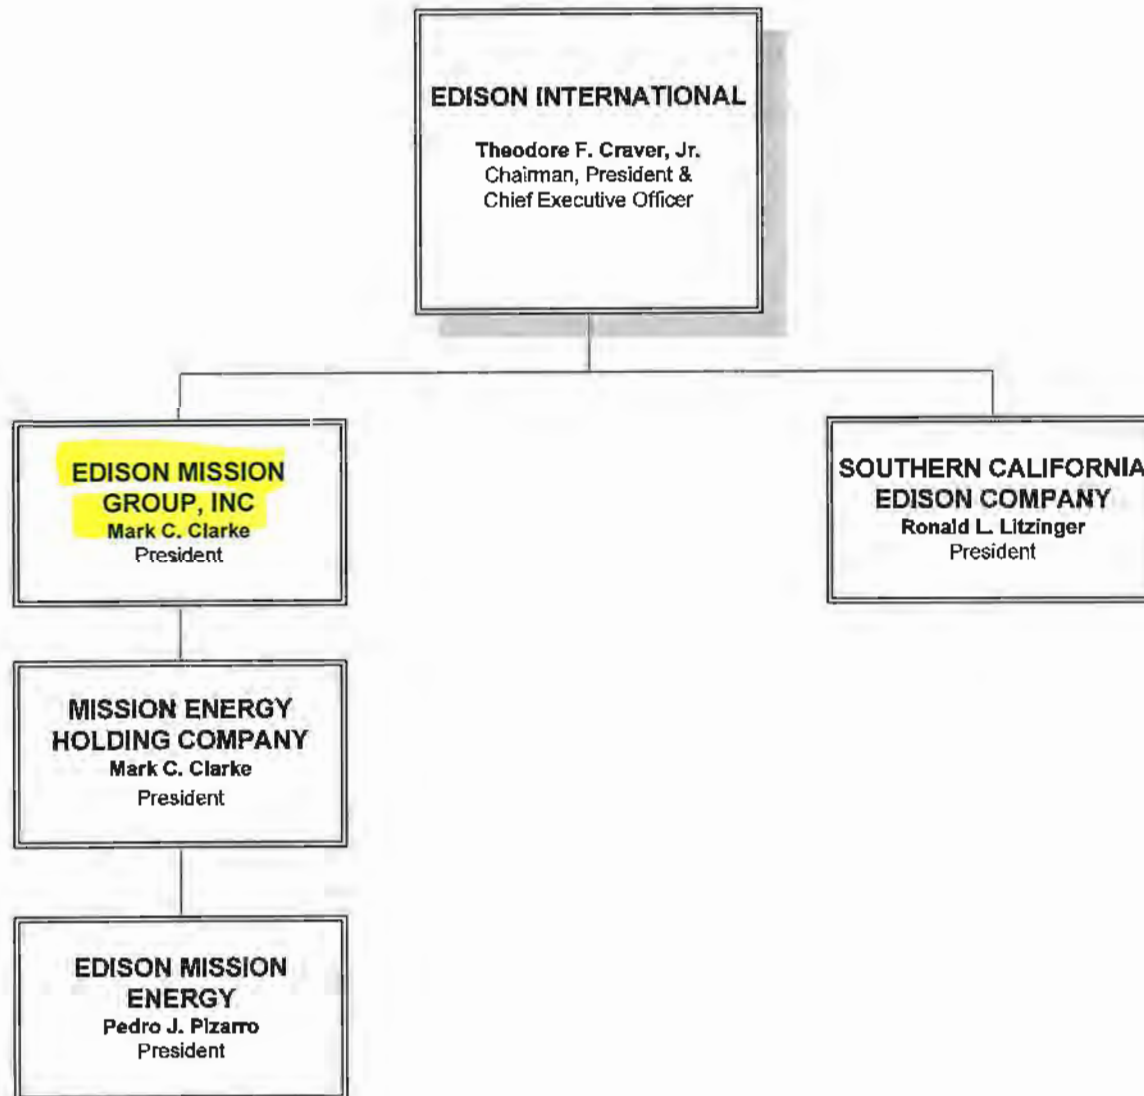 EDISON INTERNATIONAL
Theodore F. Craver, Jr.
Chairman, President &
Chief Executive Officer
EDISON MISSION
GROUP, INC
Mark C. Clarke
President
SOUTHERN CALIFORNIA
EDISON COMPANY
Ronald L. Litzinger
President
MISSION ENERGY
HOLDING COMPANY
Mark C. Clarke
President
EDISON MISSION
ENERGY
Pedro J. Pizarro
President